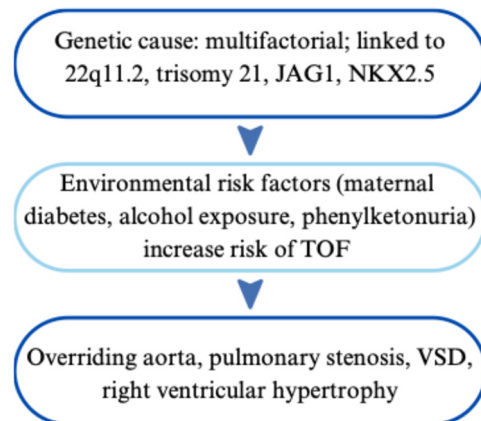 Genetic cause: multifactorial; linked to
22q11.2, trisomy 21, JAG1, NKX2.5
Environmental risk factors (maternal
diabetes, alcohol exposure, phenylketonuria)
increase risk of TOF
Overriding aorta, pulmonary stenosis, VSD,
right ventricular hypertrophy